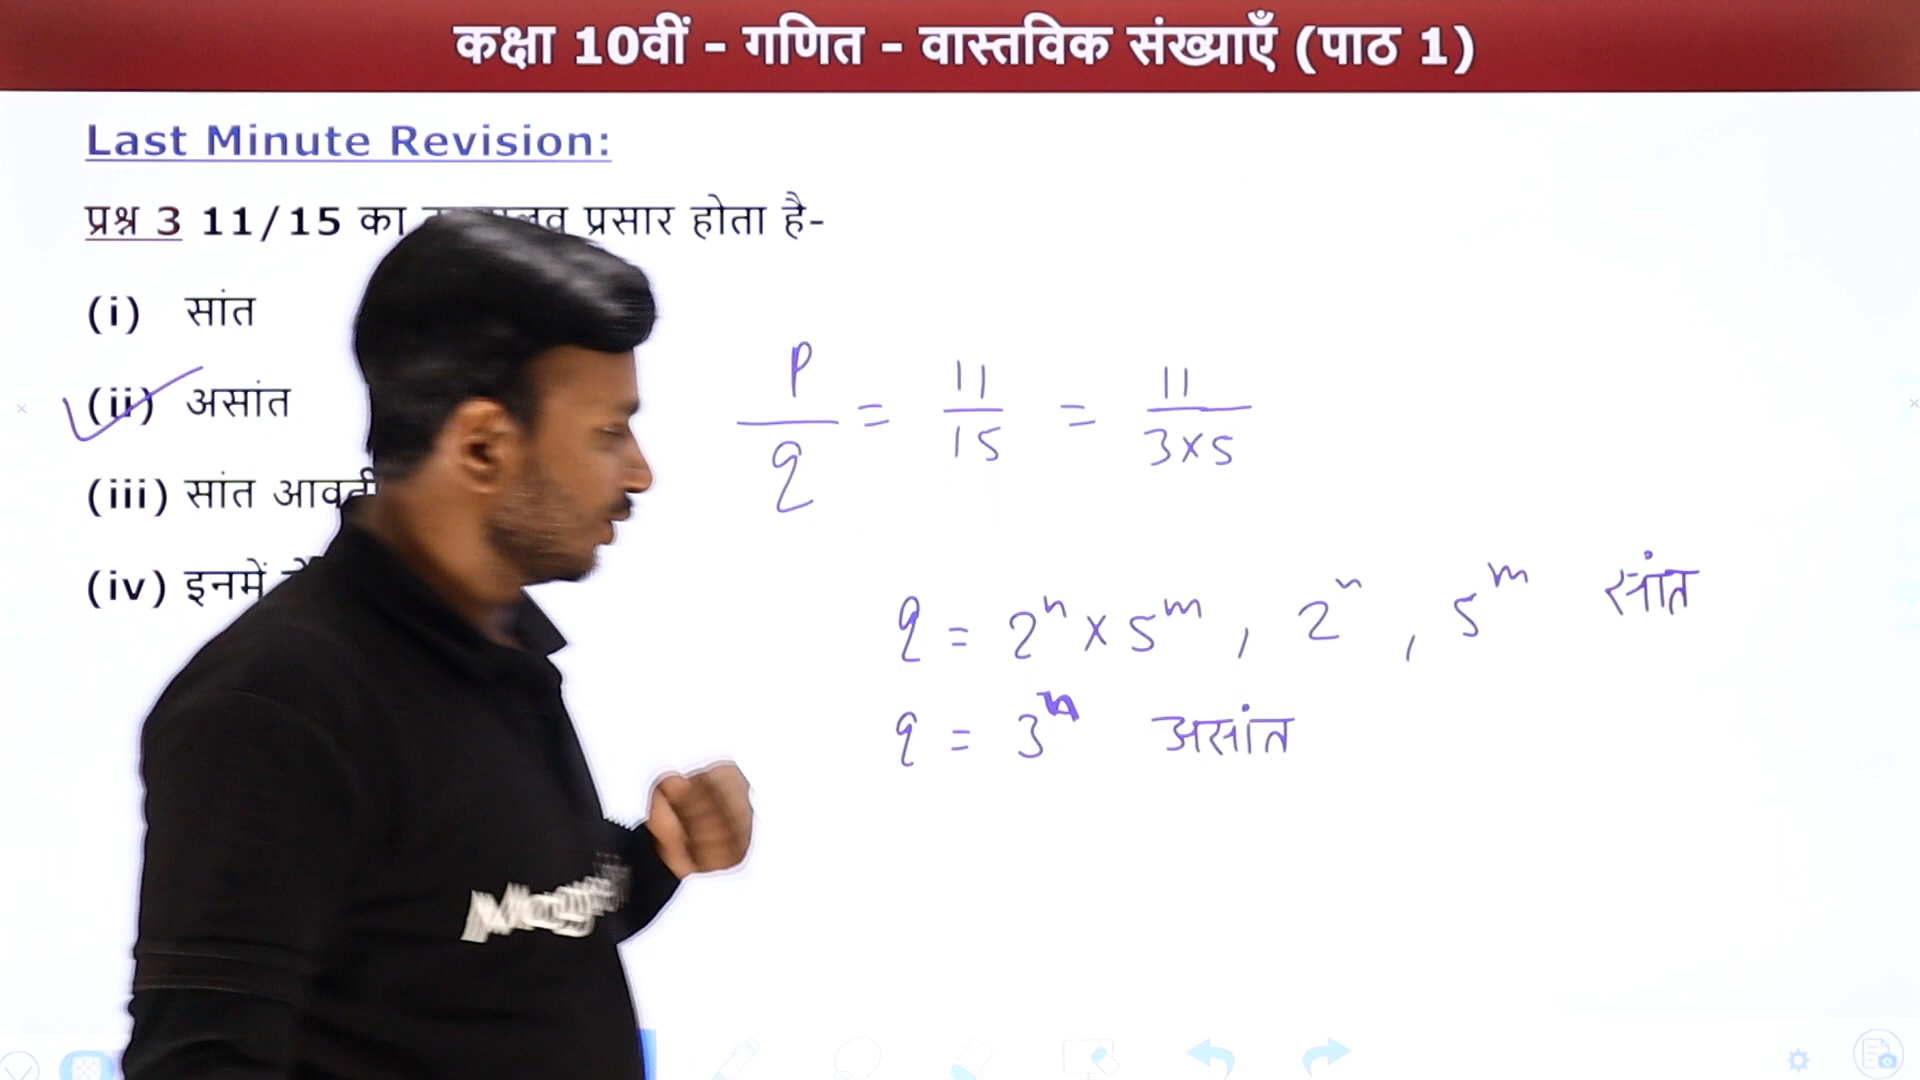 कक्षा 10वीं - गणित - वास्तविक संख्याएँ (पाठ 1)
Last Minute Revision:
प्रश्न 3 11/15 का प्रसार होता है-
(i) सांत
(ii) असांत
(iii) सांत
(iv) इनमें
p/q = 11/15 = 11/3×5
q = 2ⁿ × 5ᵐ , 2ⁿ , 5ᵐ सांत
q = 3ⁿ असांत